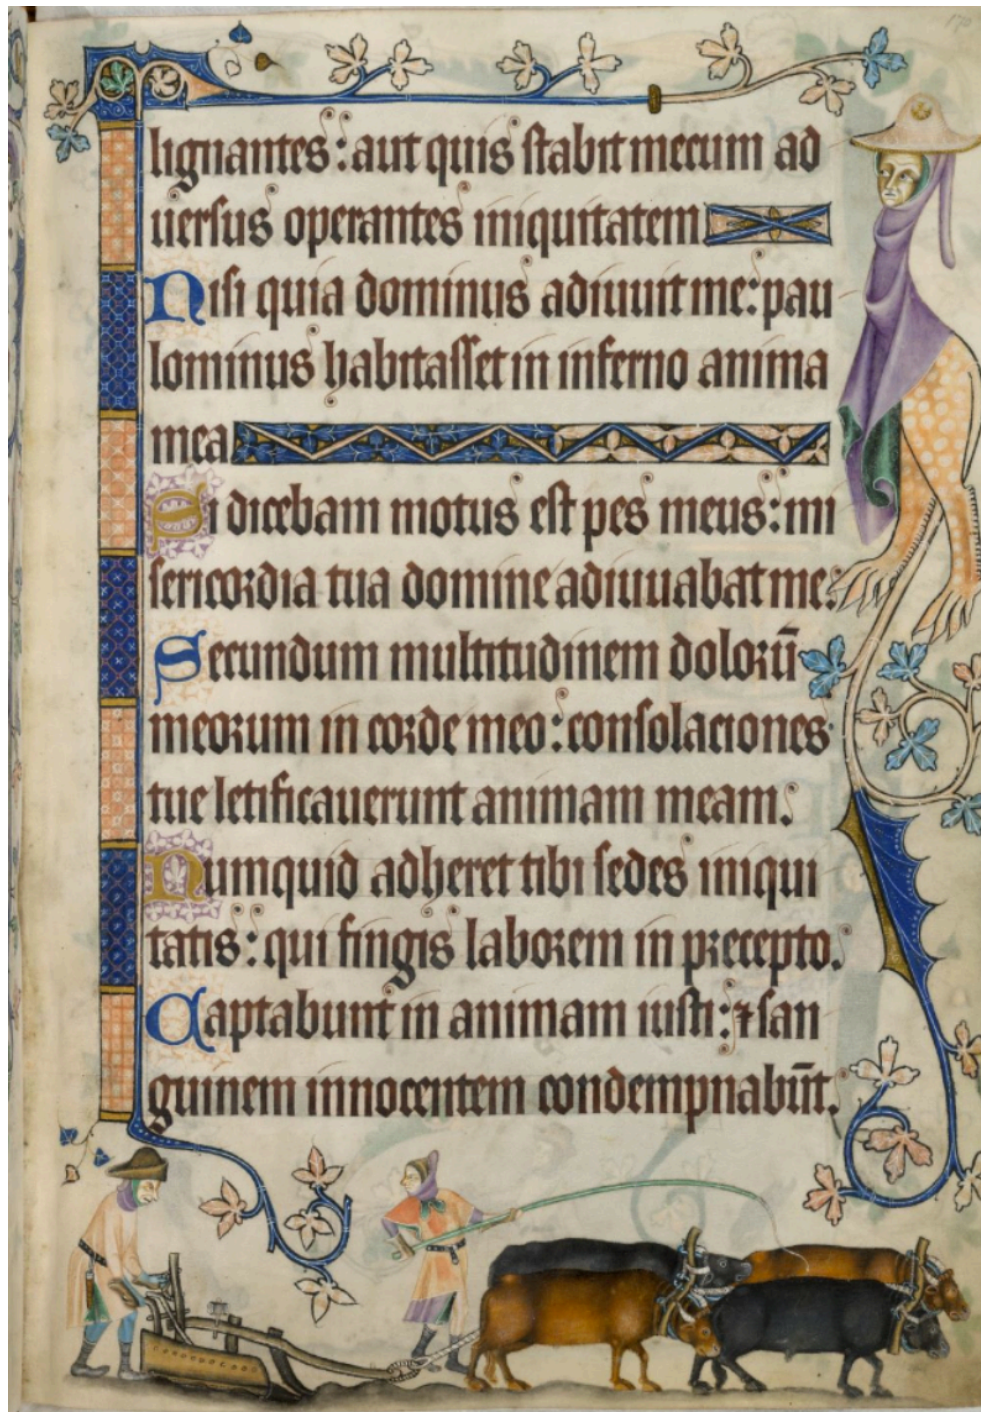 170
lignantes: aut quis stabit mecum ad
uersus operantes iniquitatem
Nisi quia dominus adiuuit me: pau
lominus habitasset in inferno anima
mea
Si dicebam motus est pes meus: mi
sericordia tua domine adiuuabat me:
Secundum multitudinem dolorū
meorum in corde meo: consolaciones
tue letificauerunt animam meam.
Numquid adheret tibi sedes iniqui
tatis: qui fingis laborem in precepto.
Captabunt in animam iusti: ⁊ san
guinem innocentem condempnabūt.